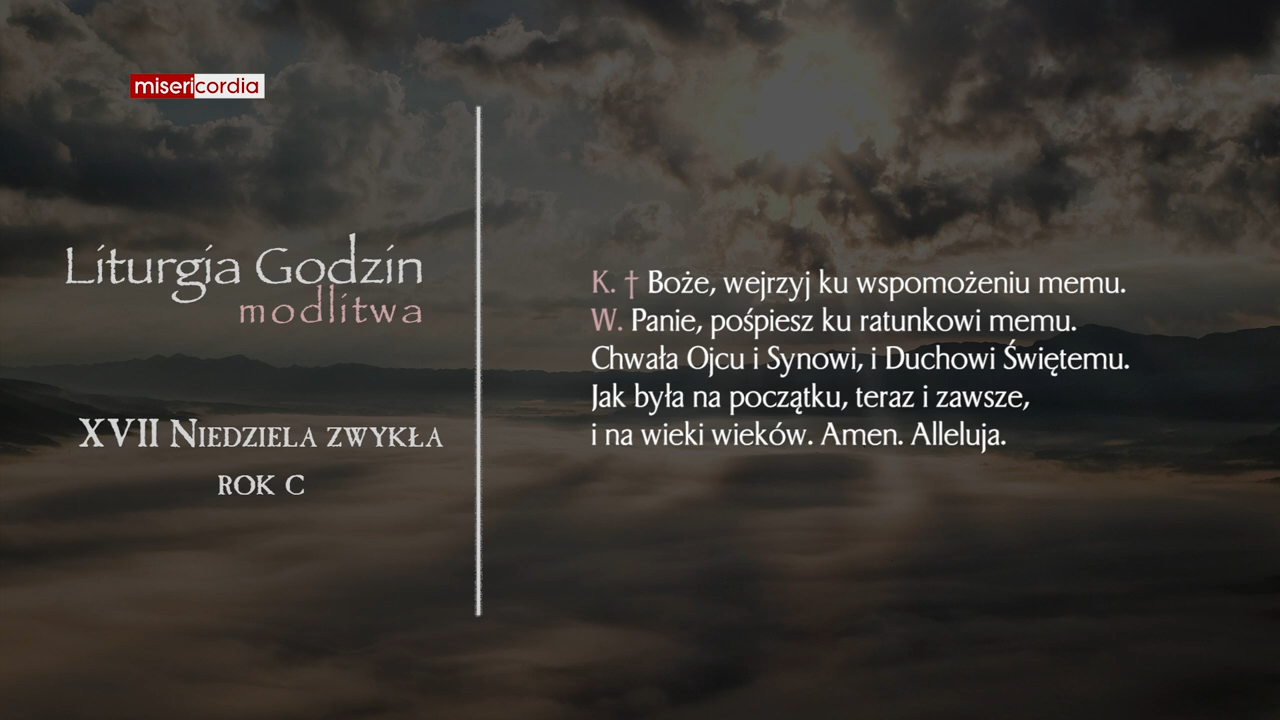 misericordia
Liturgia Godzin
modlitwa
XVII Niedziela zwykła
rok C
K. † Boże, wejrzyj ku wspomożeniu memu.
W. Panie, pośpiesz ku ratunkowi memu.
Chwała Ojcu i Synowi, i Duchowi Świętemu.
Jak była na początku, teraz i zawsze,
i na wieki wieków. Amen. Alleluja.